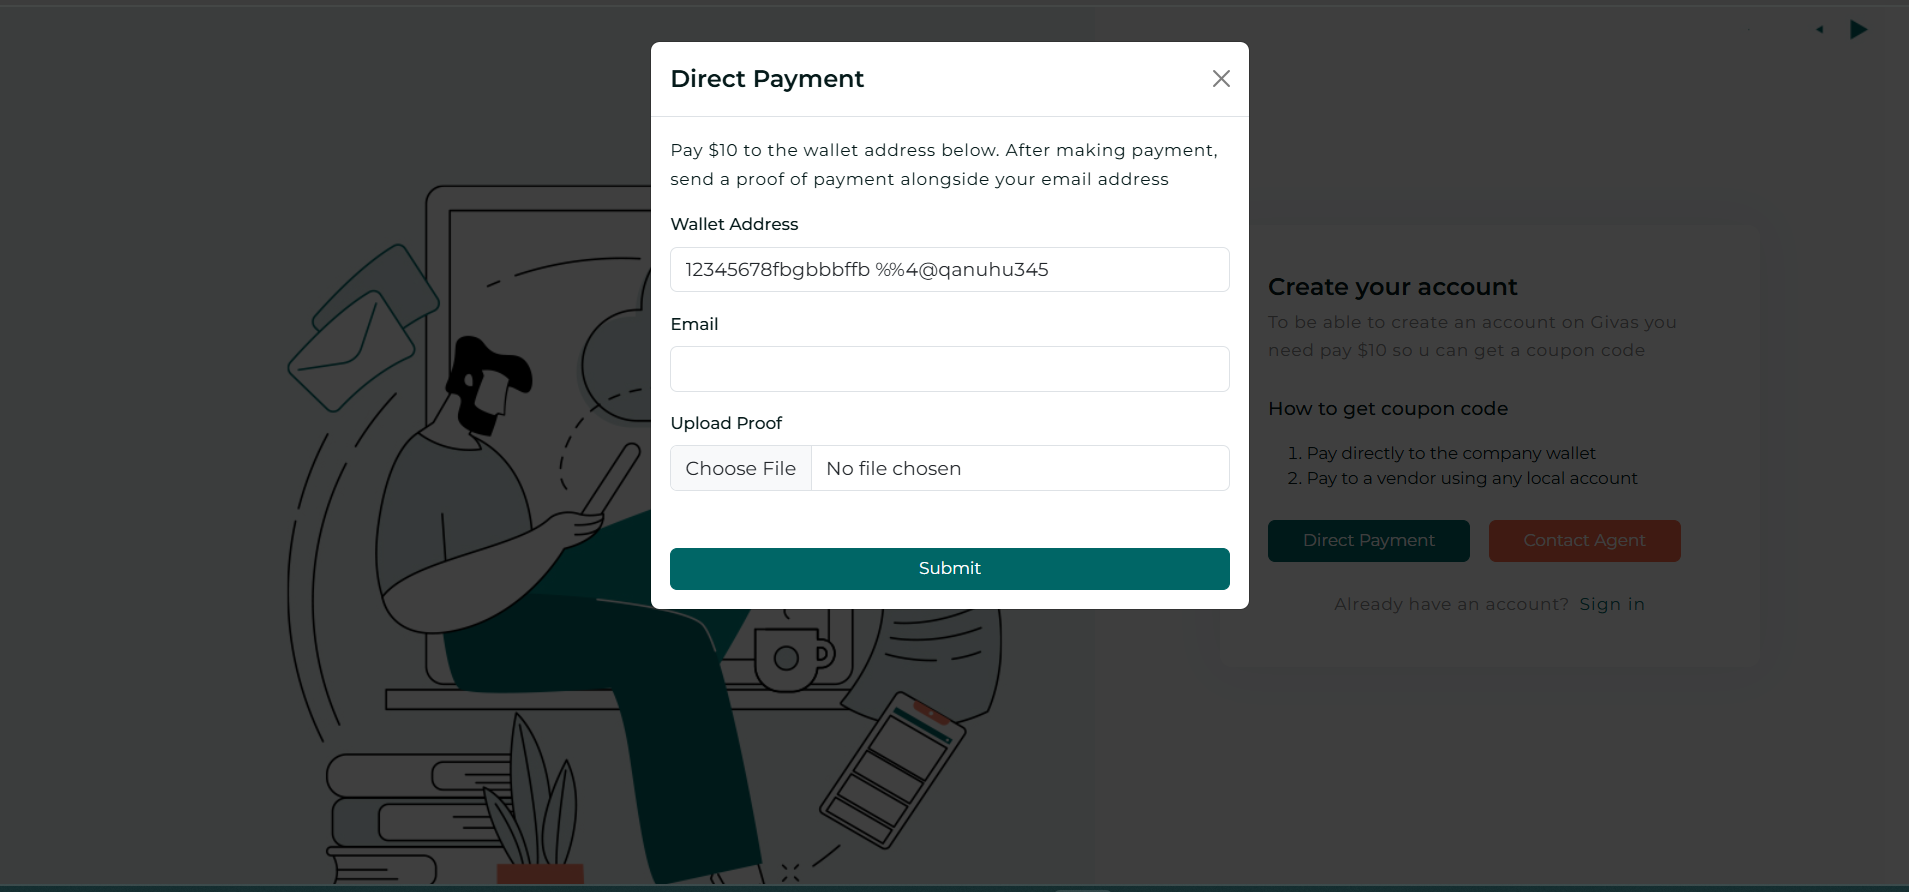 Direct Payment
Pay $10 to the wallet address below. After making payment,
send a proof of payment alongside your email address
Wallet Address
12345678fbgbbbffb %%4@qanuhu345
Email
Upload Proof
Choose File No file chosen
Submit
Create your account
To be able to create an account on Givas you
need pay $10 so u can get a coupon code
How to get coupon code
1. Pay directly to the company wallet
2. Pay to a vendor using any local account
Direct Payment Contact Agent
Already have an account? Sign in